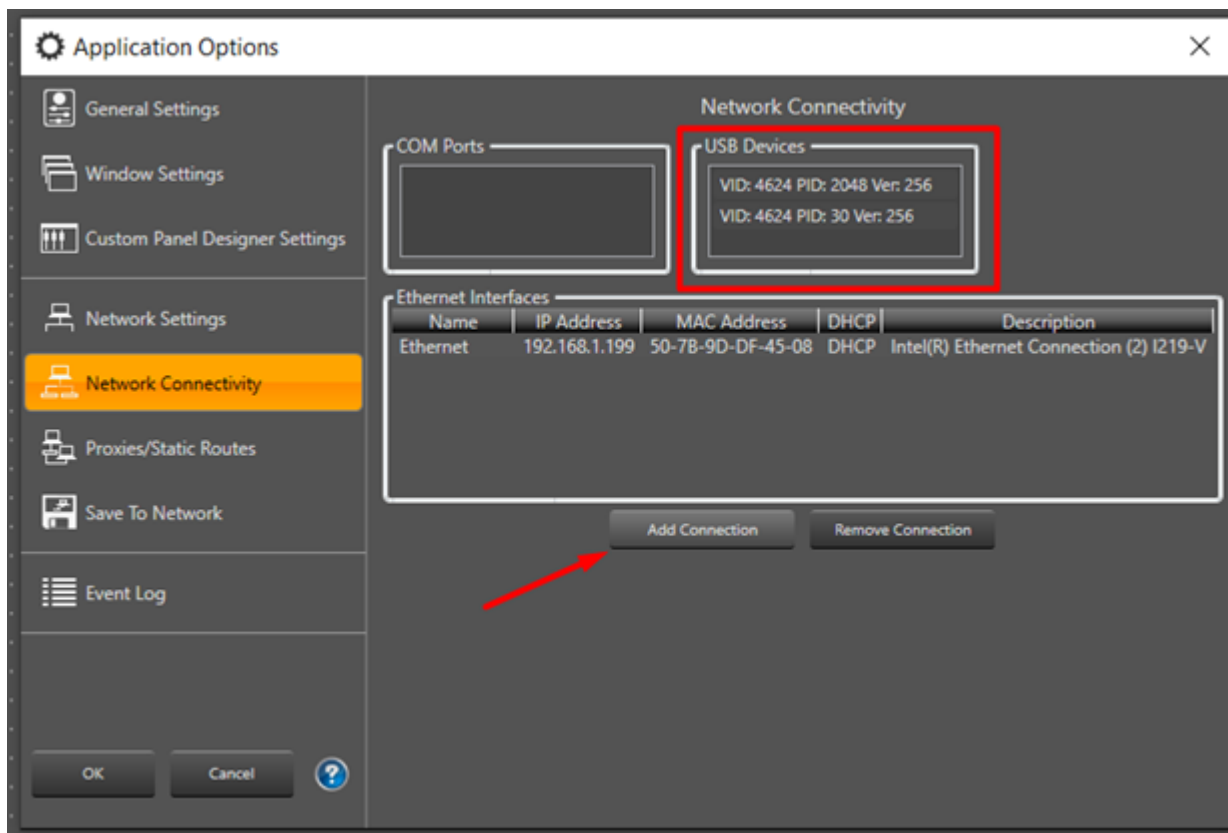 Application Options
General Settings
Window Settings
Custom Panel Designer Settings
Network Settings
Network Connectivity
Proxies/Static Routes
Save To Network
Event Log
OK
Cancel
?
Network Connectivity
COM Ports
USB Devices
VID: 4624 PID: 2048 Ver: 256
VID: 4624 PID: 30 Ver: 256
Ethernet Interfaces
Name IP Address MAC Address DHCP Description
Ethernet 192.168.1.199 50-7B-9D-DF-45-08 DHCP Intel(R) Ethernet Connection (2) I219-V
Add Connection
Remove Connection